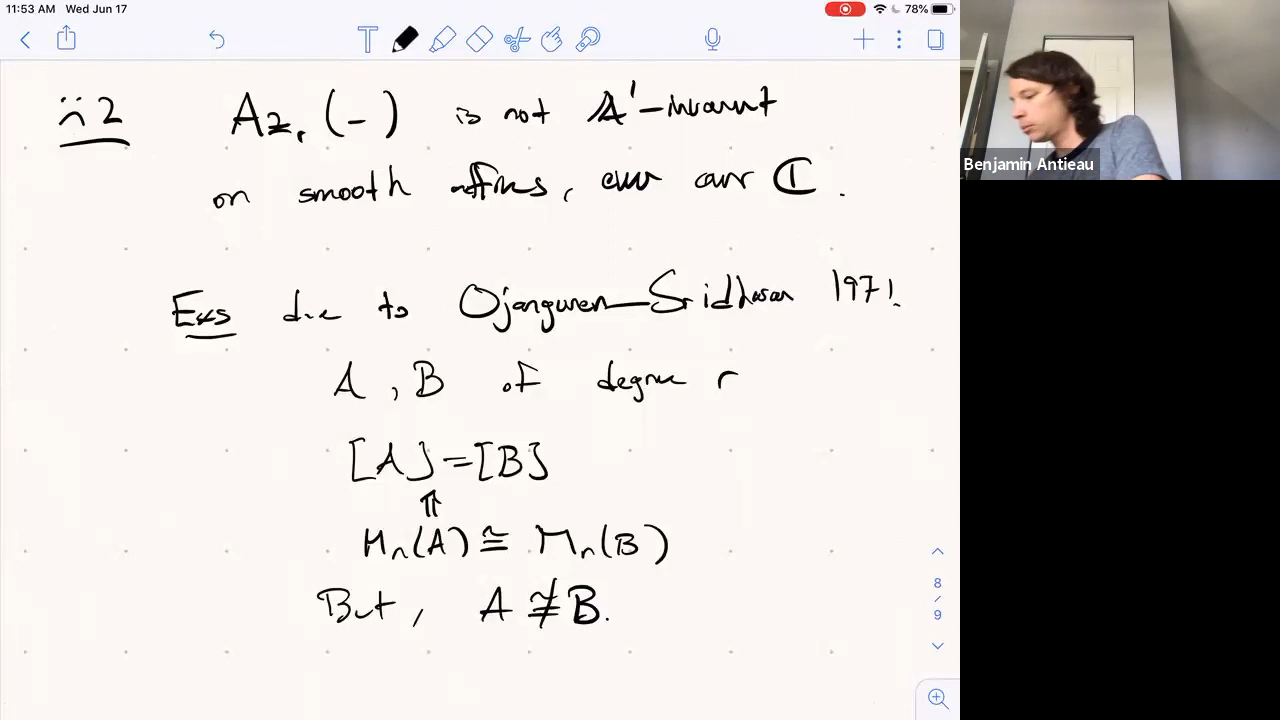 11:53 AM Wed Jun 17
78%
2 Az_r(-) is not A¹-invariant
on smooth affines, even over C.
Exs due to Ojanguren-Sridharan 1971.
A, B of degree r
[A]=[B]
⇑
M_n(A) ≅ M_n(B)
But, A ≇ B.
8
/
9
Benjamin Antieau